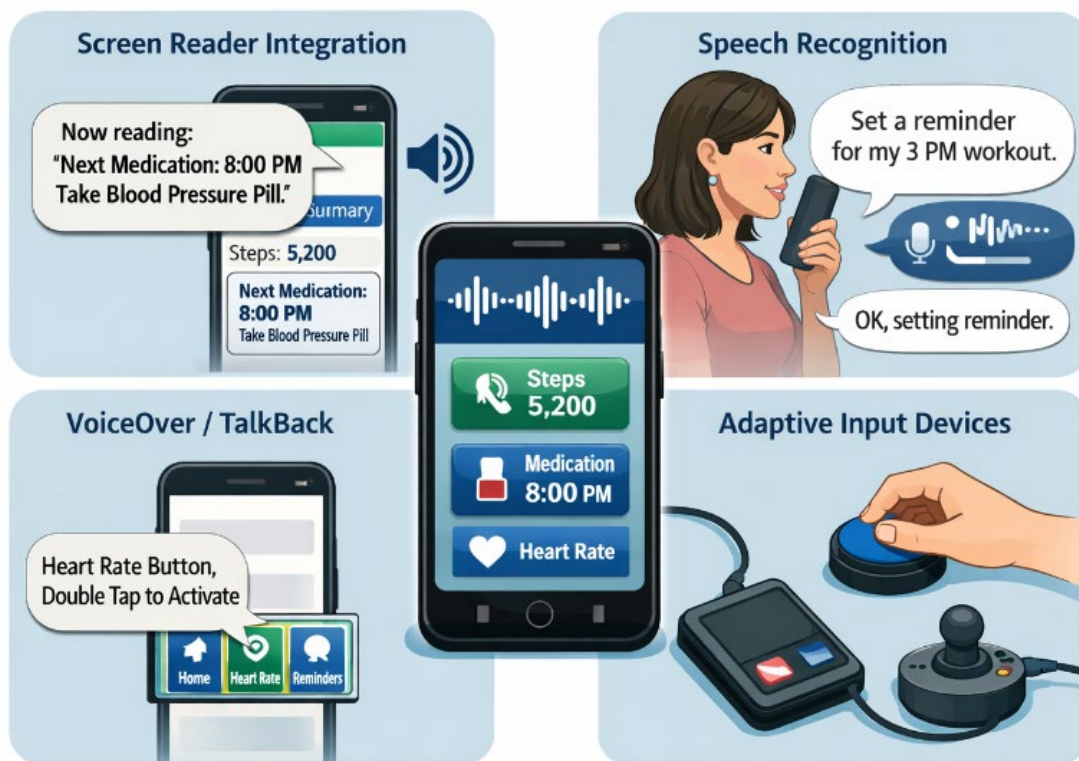 Screen Reader Integration
Now reading:
"Next Medication: 8:00 PM
Take Blood Pressure Pill."
Summary
Steps: 5,200
Next Medication:
8:00 PM
Take Blood Pressure Pill
Speech Recognition
Set a reminder
for my 3 PM workout.
OK, setting reminder.
Steps
5,200
Medication
8:00 PM
Heart Rate
VoiceOver / TalkBack
Heart Rate Button,
Double Tap to Activate
Home
Heart Rate
Reminders
Adaptive Input Devices